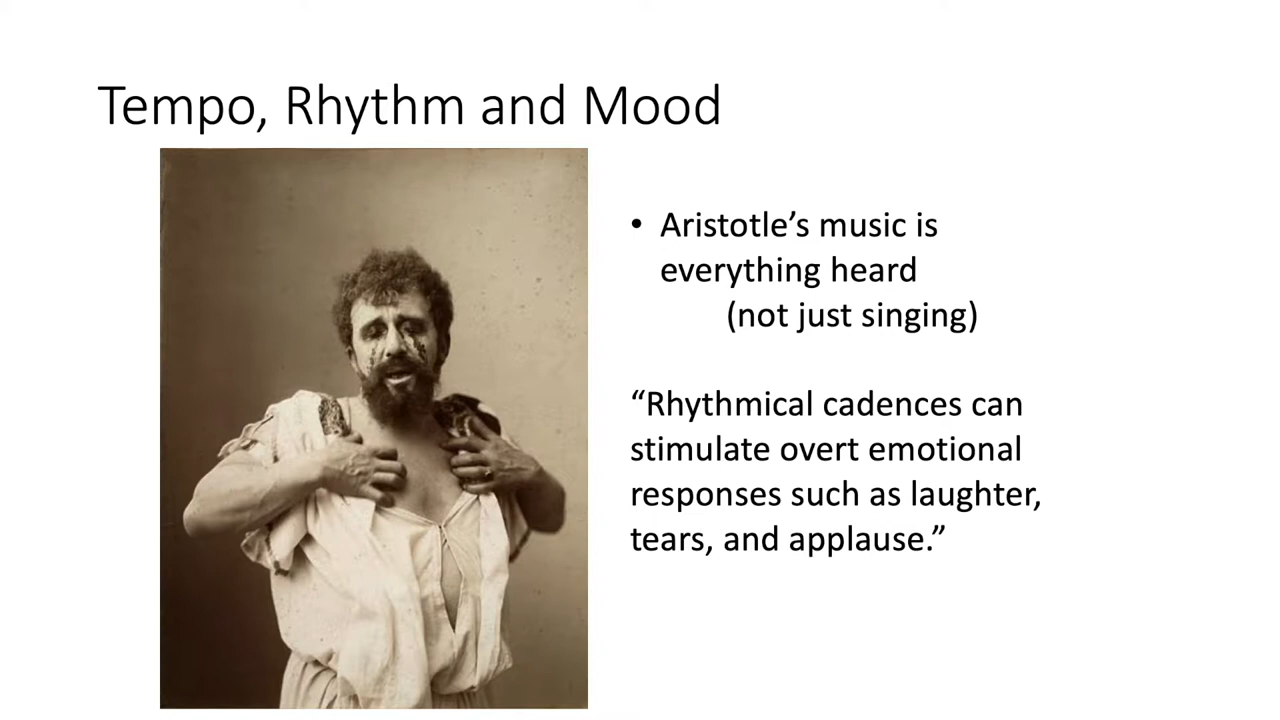 Tempo, Rhythm and Mood
• Aristotle’s music is
everything heard
(not just singing)
“Rhythmical cadences can
stimulate overt emotional
responses such as laughter,
tears, and applause.”